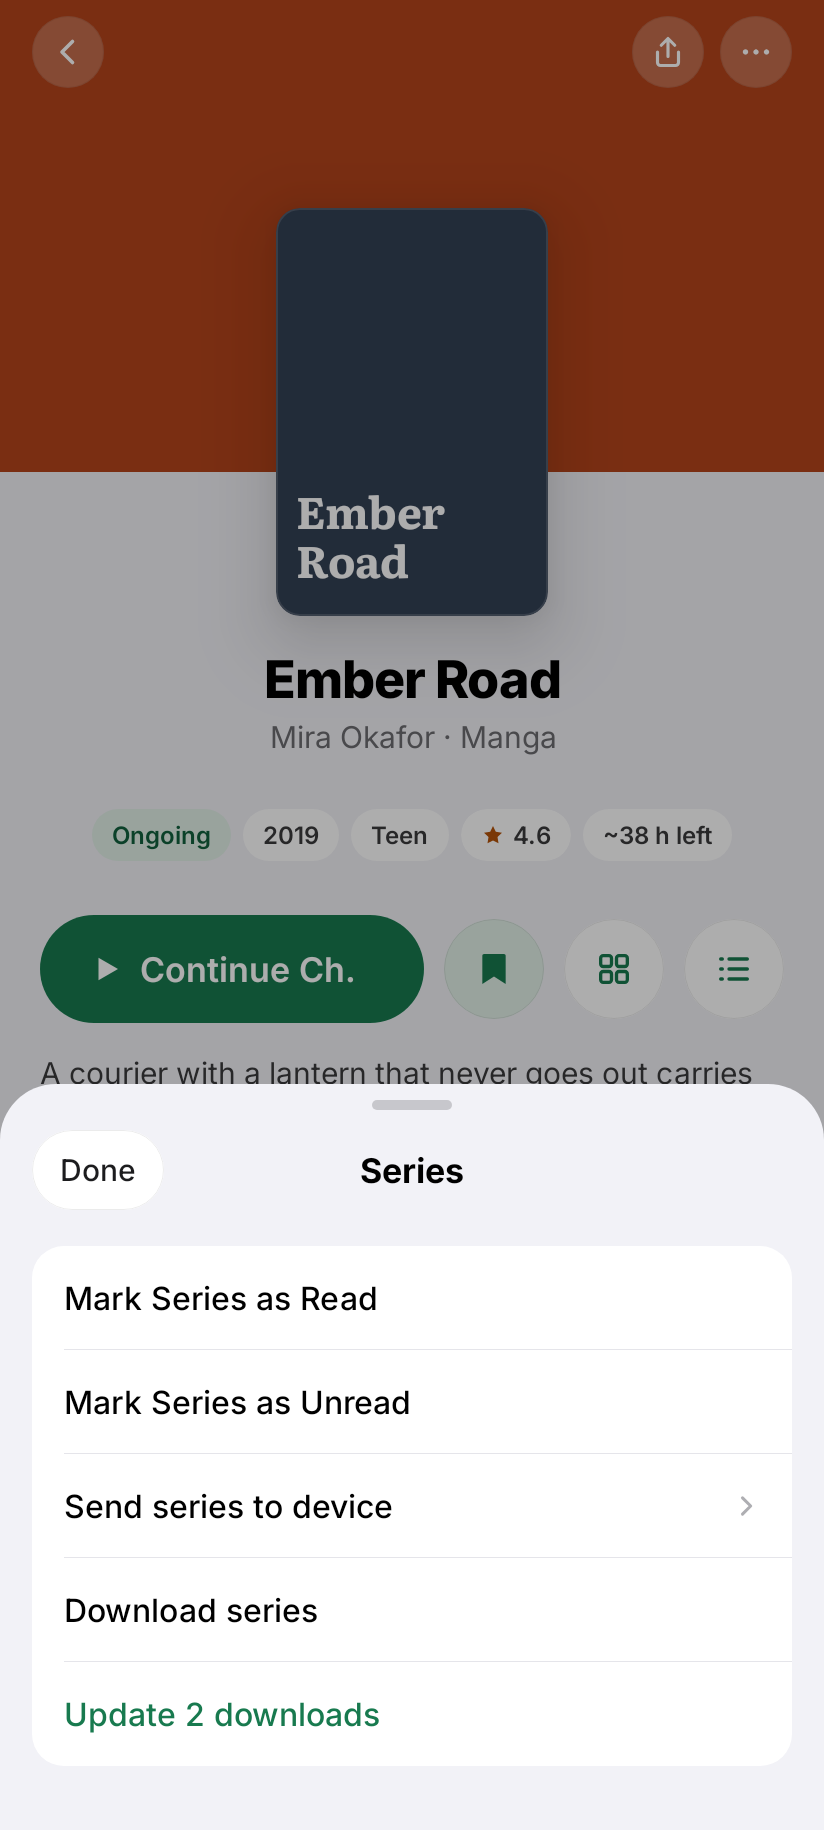 Ember
Road
Ember Road
Mira Okafor · Manga
Ongoing 2019 Teen ★ 4.6 ~38 h left
Continue Ch.
A courier with a lantern that never goes out carries
Done Series
Mark Series as Read
Mark Series as Unread
Send series to device
Download series
Update 2 downloads